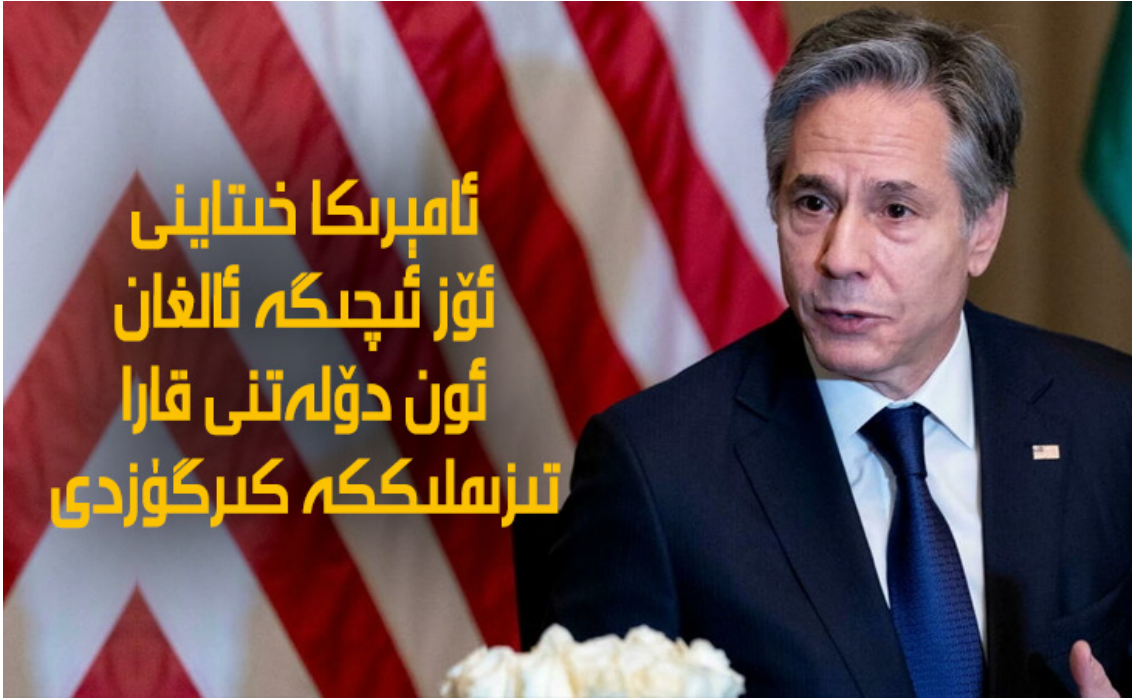 ئامېرىكا خىتاينى
ئۆز ئىچىگە ئالغان
ئون دۆلەتنى قارا
تىزىملىككە كىرگۈزدى